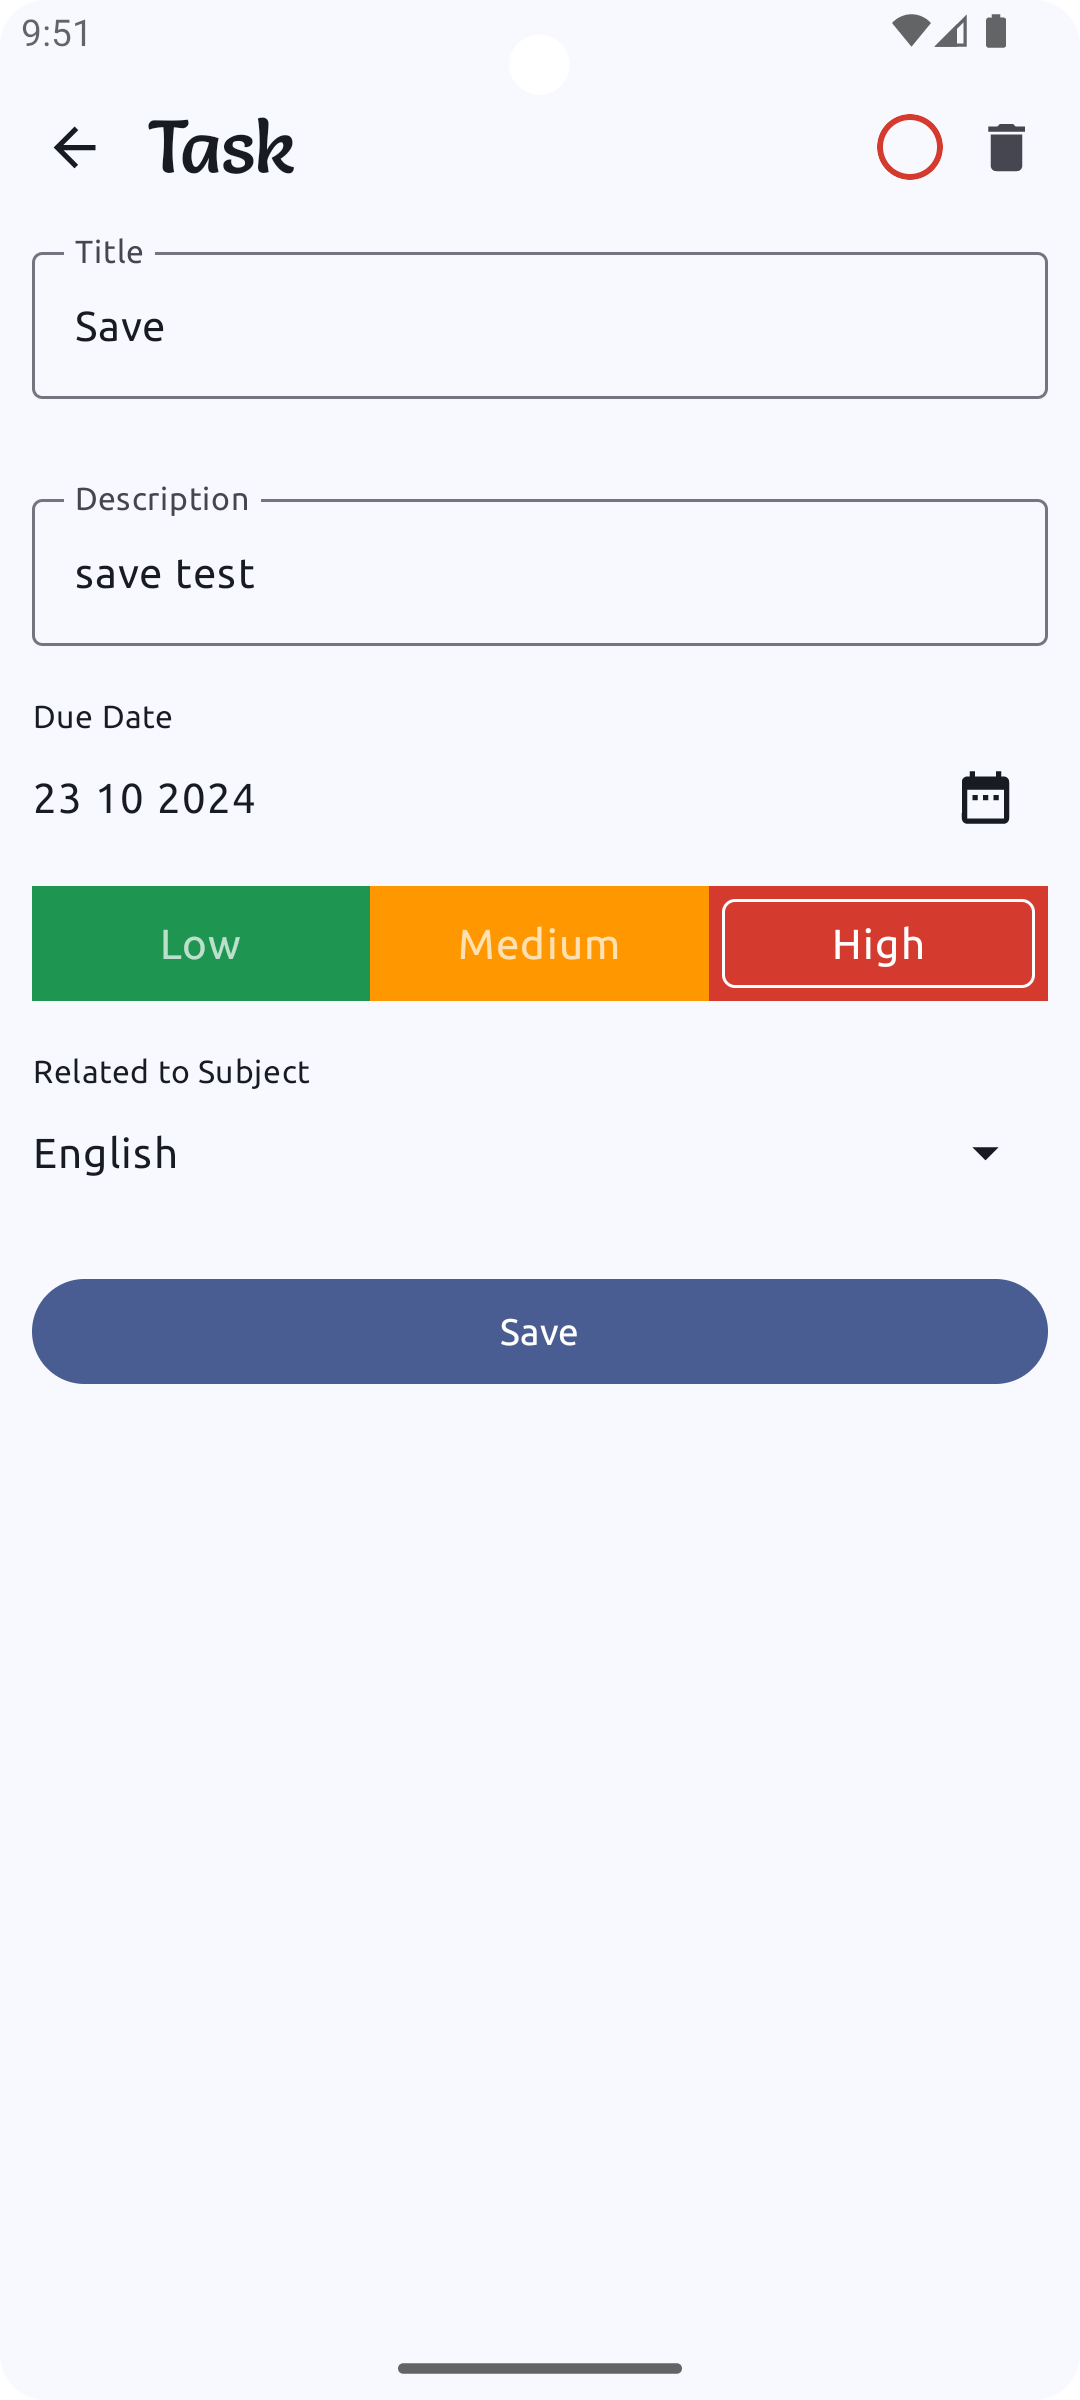 9:51
Task
Title
Save
Description
save test
Due Date
23 10 2024
Low Medium High
Related to Subject
English
Save